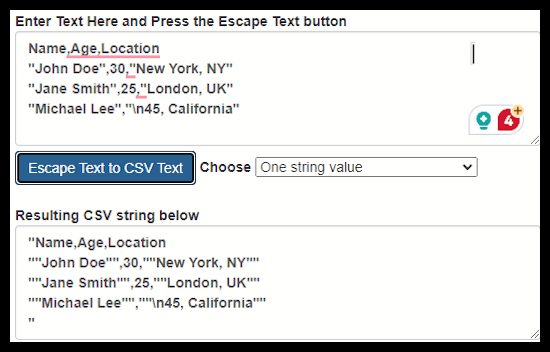 Enter Text Here and Press the Escape Text button
Name,Age,Location
"John Doe",30,"New York, NY"
"Jane Smith",25,"London, UK"
"Michael Lee","\n45, California"
4
+
Escape Text to CSV Text Choose One string value
Resulting CSV string below
"Name,Age,Location
""John Doe"",30,""New York, NY""
""Jane Smith"",25,""London, UK""
""Michael Lee"",""\n45, California""
"